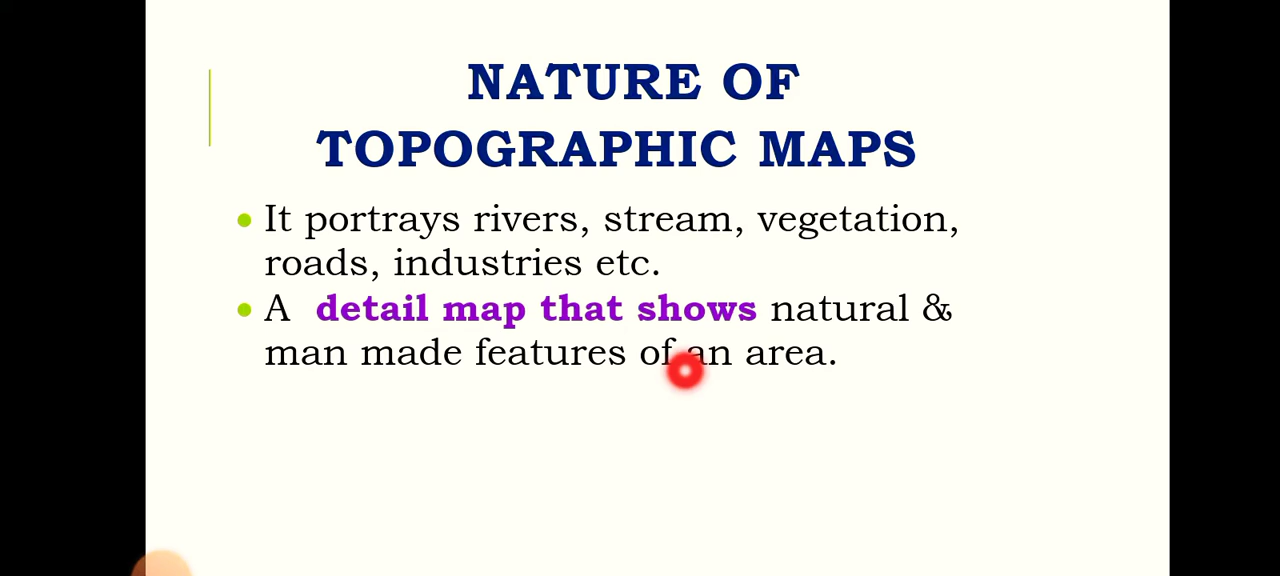 NATURE OF
TOPOGRAPHIC MAPS
It portrays rivers, stream, vegetation,
roads, industries etc.
A detail map that shows natural &
man made features of an area.